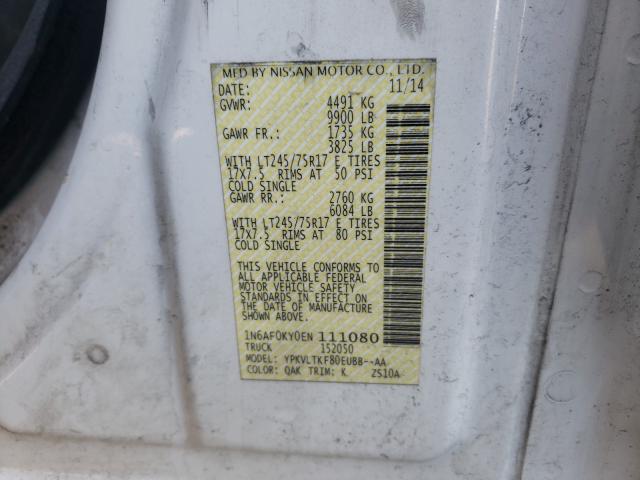 MFD BY NISSAN MOTOR CO., LTD.
DATE: 11/14
GVWR: 4491 KG
9900 LB
GAWR FR.: 1735 KG
3825 LB
WITH LT245/75R17 E TIRES
17X7.5 RIMS AT 50 PSI
COLD SINGLE
GAWR RR.: 2760 KG
6084 LB
WITH LT245/75R17 E TIRES
17X7.5 RIMS AT 80 PSI
COLD SINGLE
THIS VEHICLE CONFORMS TO
ALL APPLICABLE FEDERAL
MOTOR VEHICLE SAFETY
STANDARDS IN EFFECT ON
THE DATE OF MANUFACTURE
SHOWN ABOVE.
1N6AF0KY0EN 111080
TRUCK 152050
MODEL: YPKVLTKF80EUBB--AA
COLOR: QAK TRIM: K ZS10A